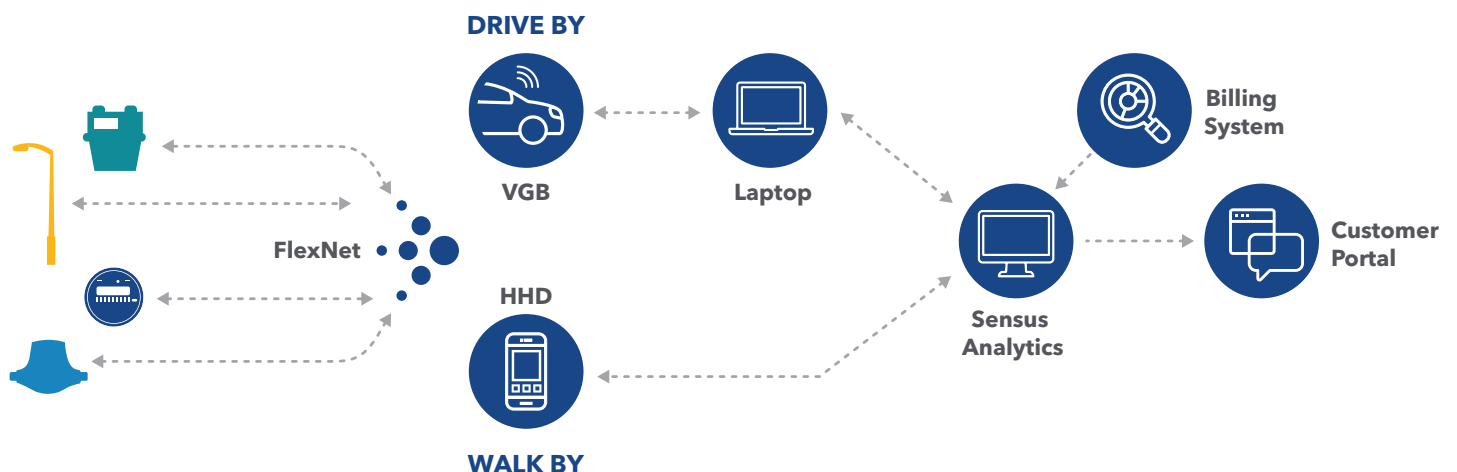 DRIVE BY
VGB
Laptop
Billing
System
FlexNet
HHD
Sensus
Analytics
Customer
Portal
WALK BY